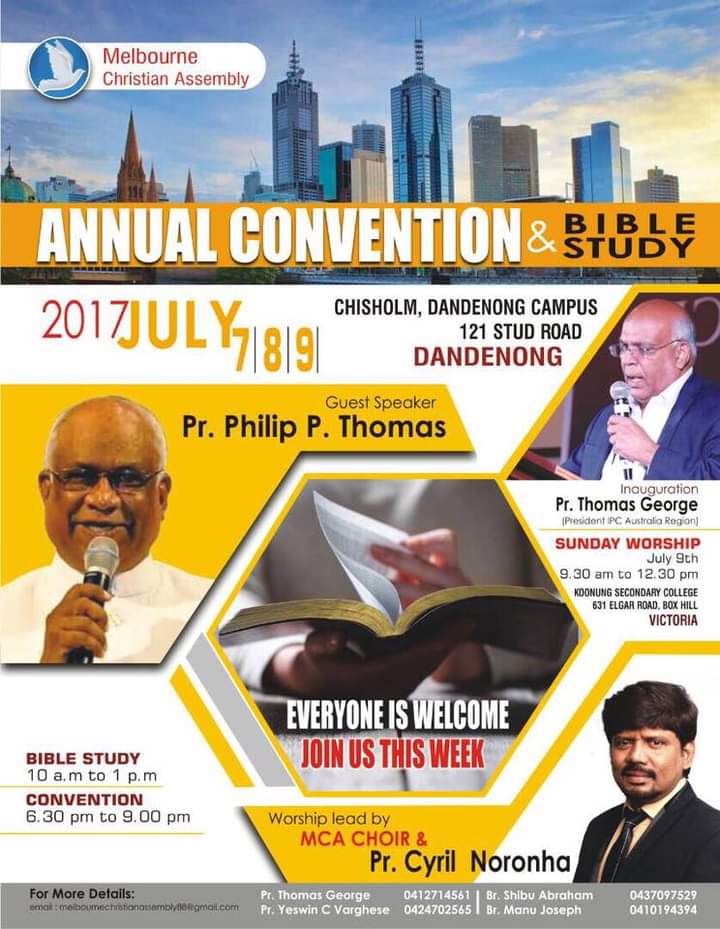 Melbourne
Christian Assembly
ANNUAL CONVENTION & BIBLE STUDY
2017 JULY 7|8|9|
CHISHOLM, DANDENONG CAMPUS
121 STUD ROAD
DANDENONG
Guest Speaker
Pr. Philip P. Thomas
Inauguration
Pr. Thomas George
(President IPC Australia Region)
SUNDAY WORSHIP
July 9th
9.30 am to 12.30 pm
KOONUNG SECONDARY COLLEGE
631 ELGAR ROAD, BOX HILL
VICTORIA
EVERYONE IS WELCOME
JOIN US THIS WEEK
BIBLE STUDY
10 a.m to 1 p.m
CONVENTION
6.30 pm to 9.00 pm
Worship lead by
MCA CHOIR &
Pr. Cyril Noronha
For More Details:
email : melbournechristianassembly88@gmail.com
Pr. Thomas George 0412714561 | Br. Shibu Abraham 0437097529
Pr. Yeswin C Varghese 0424702565 | Br. Manu Joseph 0410194394